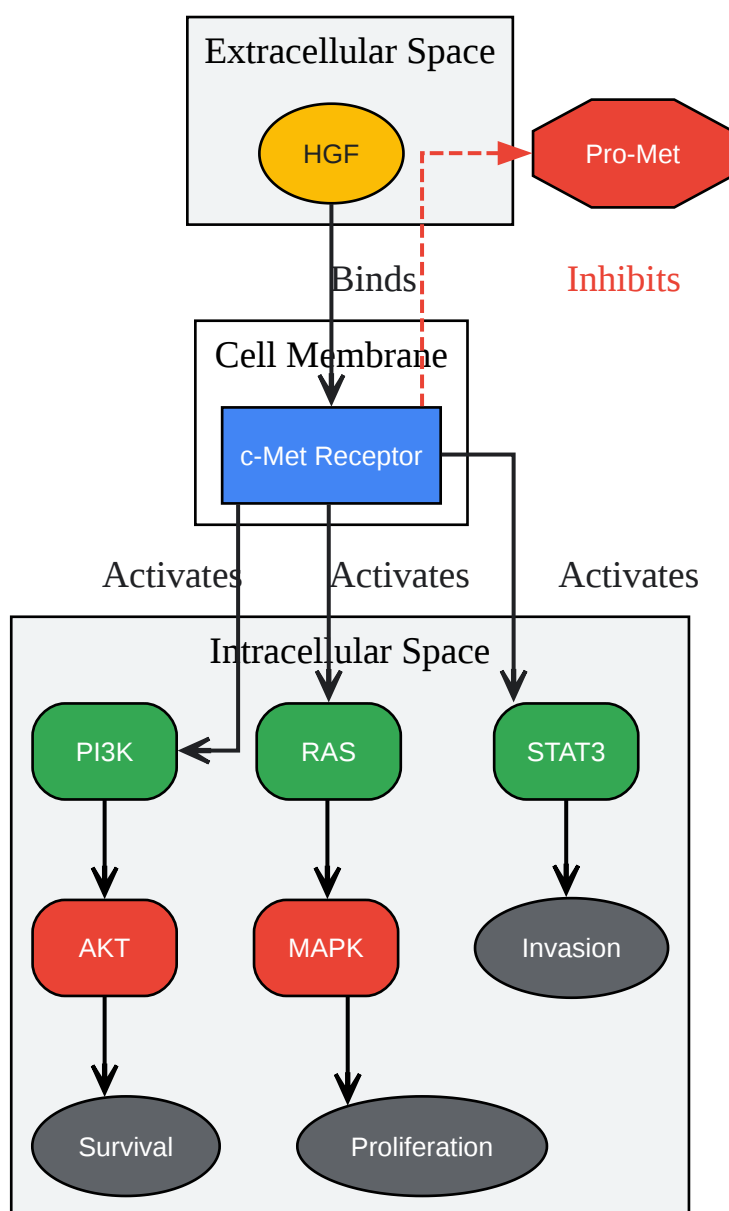 Extracellular Space
HGF
Pro-Met
Binds
Inhibits
Cell Membrane
c-Met Receptor
Activates
Activates
Activates
Intracellular Space
PI3K
RAS
STAT3
AKT
MAPK
Invasion
Survival
Proliferation